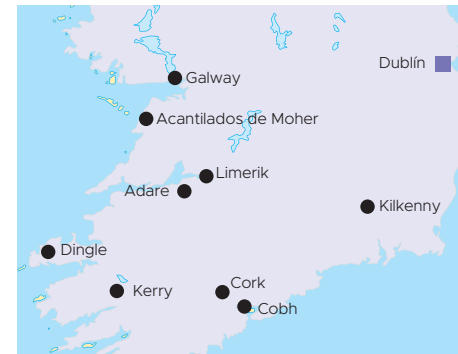 Dublín
Galway
Acantilados de Moher
Limerik
Adare
Kilkenny
Dingle
Kerry
Cork
Cobh